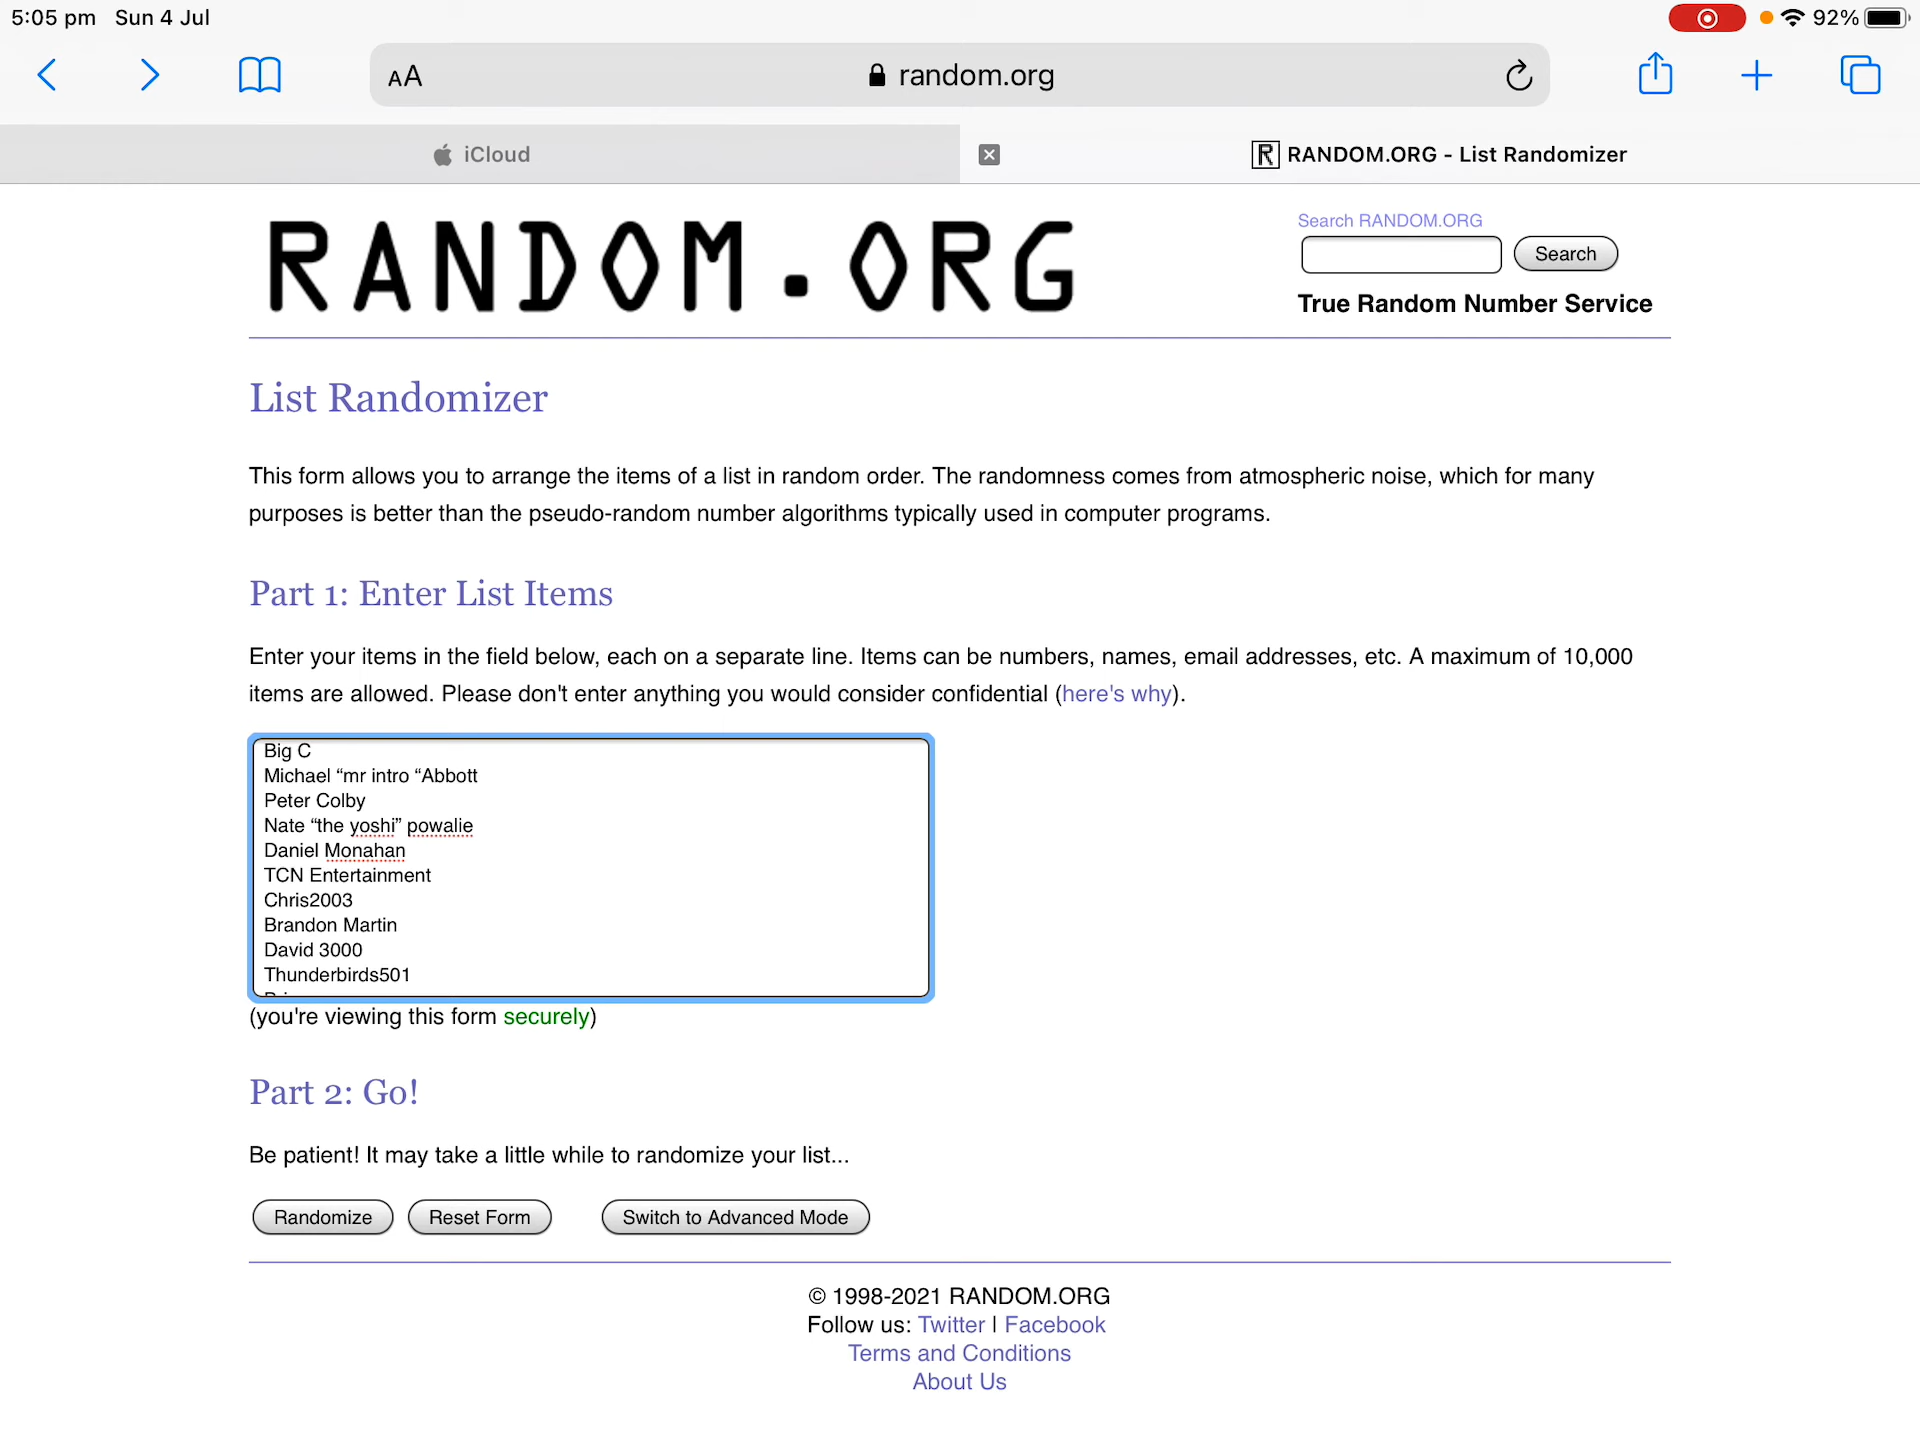 5:05 pm Sun 4 Jul 92%
AA random.org
iCloud
RANDOM.ORG - List Randomizer
RANDOM.ORG
Search RANDOM.ORG
Search
True Random Number Service
List Randomizer
This form allows you to arrange the items of a list in random order. The randomness comes from atmospheric noise, which for many
purposes is better than the pseudo-random number algorithms typically used in computer programs.
Part 1: Enter List Items
Enter your items in the field below, each on a separate line. Items can be numbers, names, email addresses, etc. A maximum of 10,000
items are allowed. Please don't enter anything you would consider confidential (here's why).
Big C
Michael “mr intro “Abbott
Peter Colby
Nate “the yoshi” powalie
Daniel Monahan
TCN Entertainment
Chris2003
Brandon Martin
David 3000
Thunderbirds501
(you're viewing this form securely)
Part 2: Go!
Be patient! It may take a little while to randomize your list...
Randomize Reset Form Switch to Advanced Mode
© 1998-2021 RANDOM.ORG
Follow us: Twitter | Facebook
Terms and Conditions
About Us